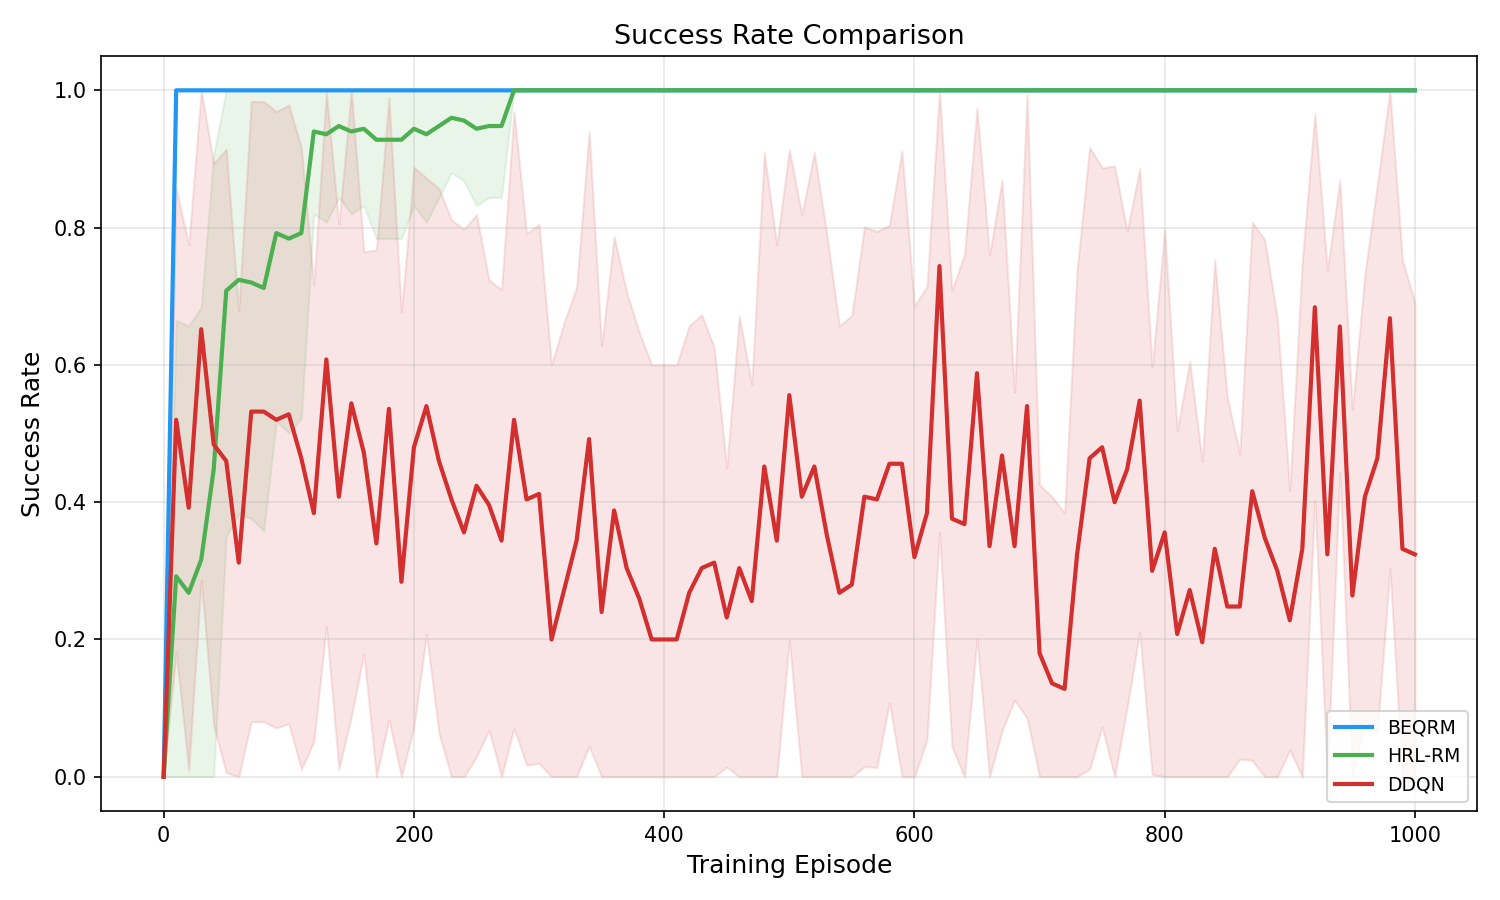 Success Rate Comparison
1.0
0.8
0.6
0.4
0.2
0.0
Success Rate
0 200 400 600 800 1000
Training Episode
BEQRM
HRL-RM
DDQN